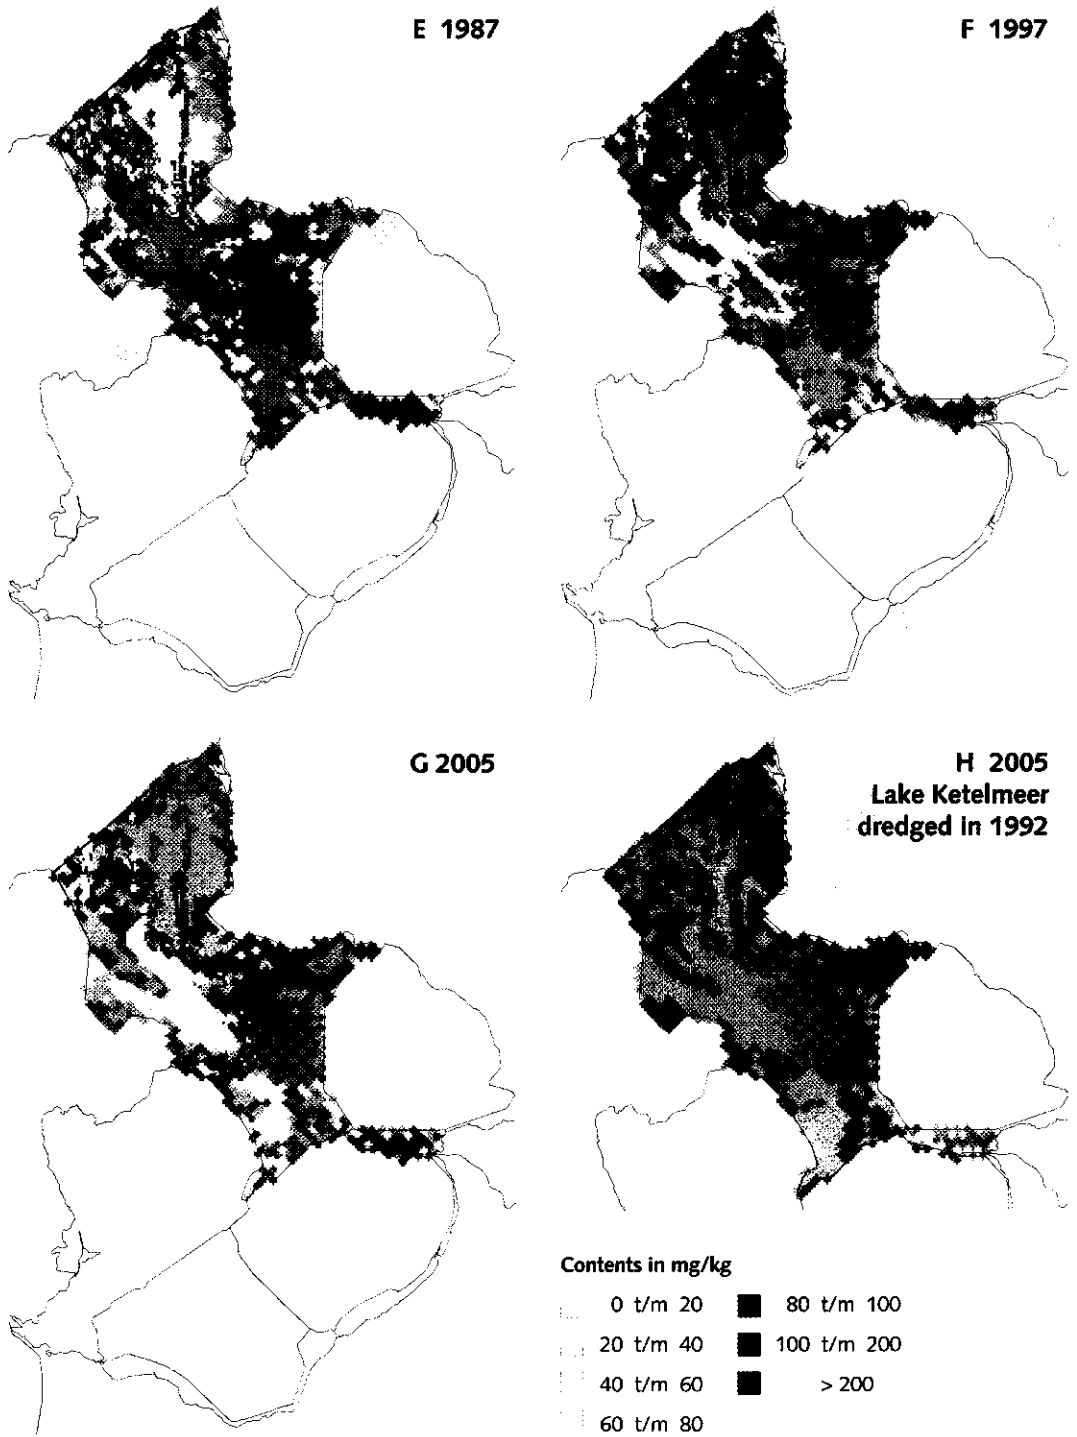 E 1987
F 1997
G 2005
H 2005
Lake Ketelmeer
dredged in 1992
Contents in mg/kg
0 t/m 20
20 t/m 40
40 t/m 60
60 t/m 80
80 t/m 100
100 t/m 200
> 200